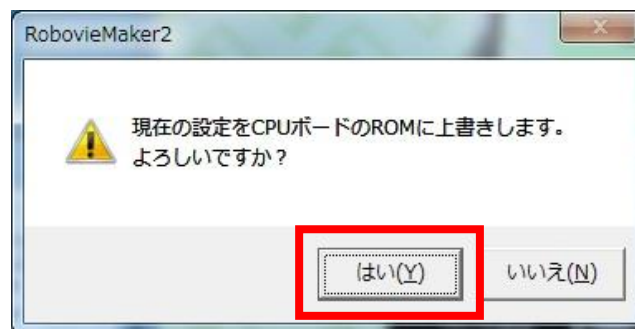 RobovieMaker2
現在の設定をCPUボードのROMに上書きします。
よろしいですか？
はい(Y)
いいえ(N)